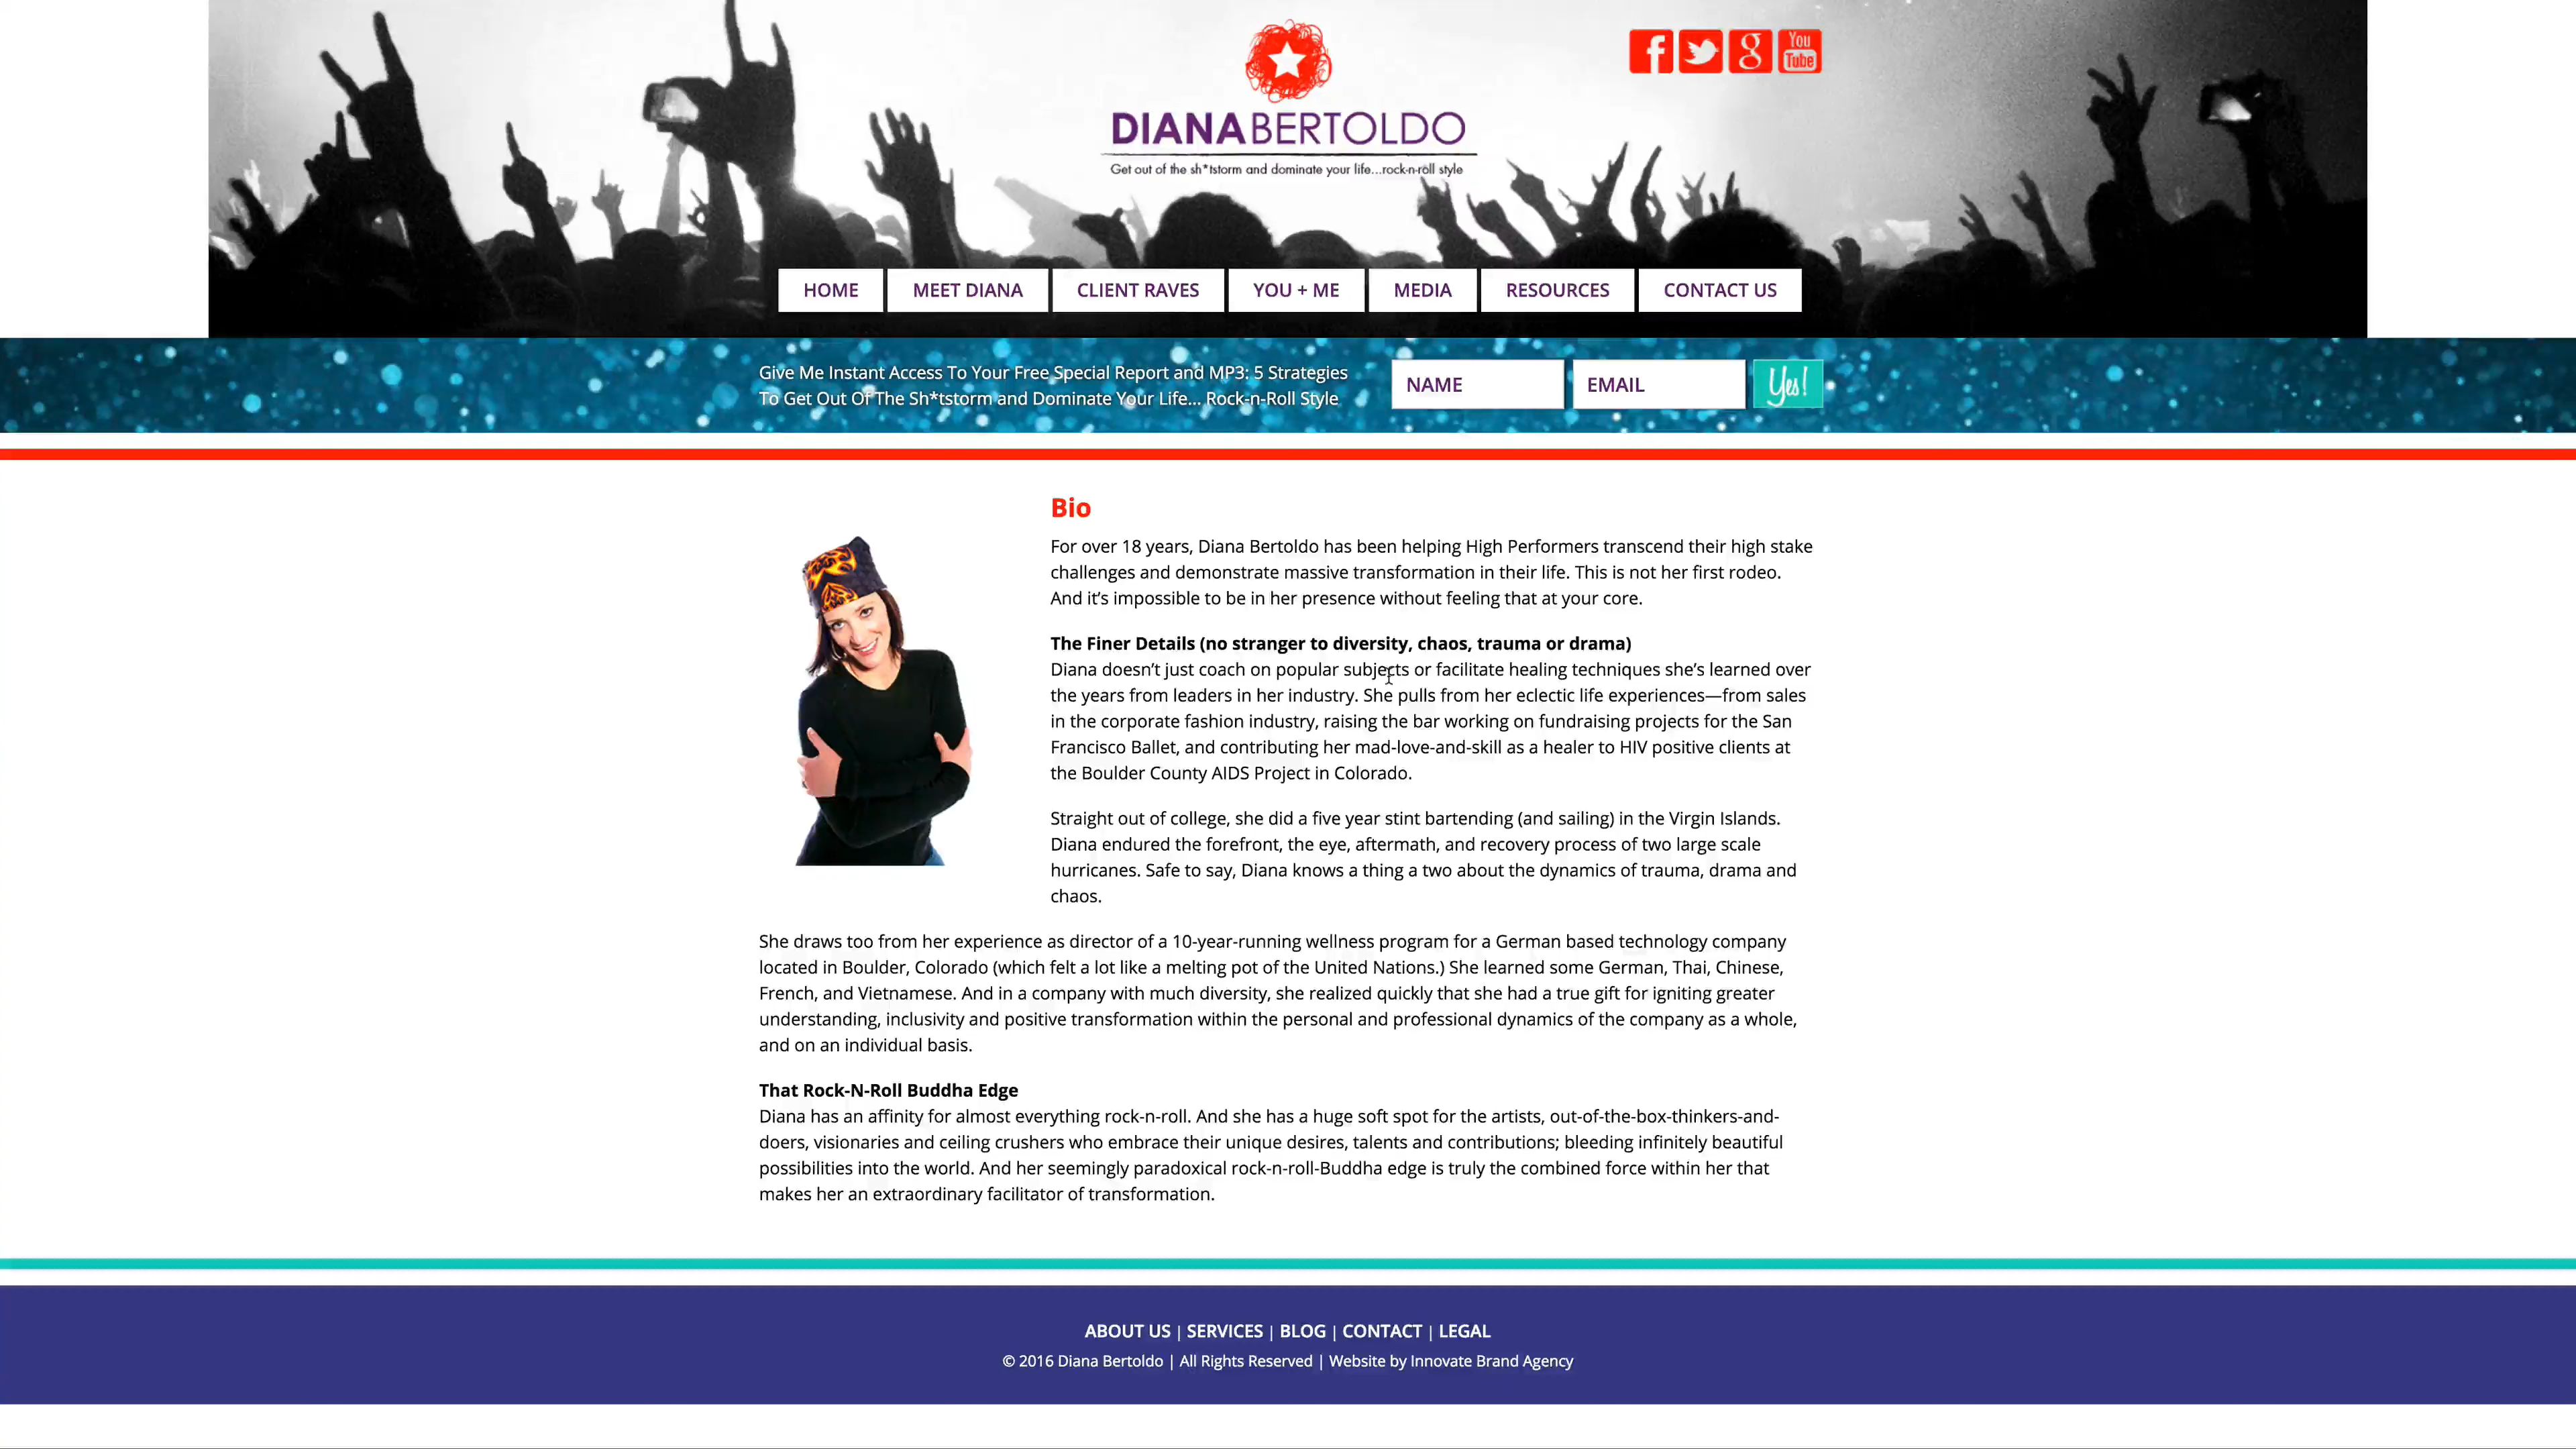 You
Tube
DIANABERTOLDO
Get out of the sh*tstorm and dominate your life...rock-n-roll style
HOME
MEET DIANA
CLIENT RAVES
YOU + ME
MEDIA
RESOURCES
CONTACT US
Give Me Instant Access To Your Free Special Report and MP3: 5 Strategies
To Get Out Of The Sh*tstorm and Dominate Your Life... Rock-n-Roll Style
NAME
EMAIL
Yes!
Bio
For over 18 years, Diana Bertoldo has been helping High Performers transcend their high stake
challenges and demonstrate massive transformation in their life. This is not her first rodeo.
And it’s impossible to be in her presence without feeling that at your core.
The Finer Details (no stranger to diversity, chaos, trauma or drama)
Diana doesn’t just coach on popular subjects or facilitate healing techniques she’s learned over
the years from leaders in her industry. She pulls from her eclectic life experiences—from sales
in the corporate fashion industry, raising the bar working on fundraising projects for the San
Francisco Ballet, and contributing her mad-love-and-skill as a healer to HIV positive clients at
the Boulder County AIDS Project in Colorado.
Straight out of college, she did a five year stint bartending (and sailing) in the Virgin Islands.
Diana endured the forefront, the eye, aftermath, and recovery process of two large scale
hurricanes. Safe to say, Diana knows a thing a two about the dynamics of trauma, drama and
chaos.
She draws too from her experience as director of a 10-year-running wellness program for a German based technology company
located in Boulder, Colorado (which felt a lot like a melting pot of the United Nations.) She learned some German, Thai, Chinese,
French, and Vietnamese. And in a company with much diversity, she realized quickly that she had a true gift for igniting greater
understanding, inclusivity and positive transformation within the personal and professional dynamics of the company as a whole,
and on an individual basis.
That Rock-N-Roll Buddha Edge
Diana has an affinity for almost everything rock-n-roll. And she has a huge soft spot for the artists, out-of-the-box-thinkers-and-
doers, visionaries and ceiling crushers who embrace their unique desires, talents and contributions; bleeding infinitely beautiful
possibilities into the world. And her seemingly paradoxical rock-n-roll-Buddha edge is truly the combined force within her that
makes her an extraordinary facilitator of transformation.
ABOUT US | SERVICES | BLOG | CONTACT | LEGAL
© 2016 Diana Bertoldo | All Rights Reserved | Website by Innovate Brand Agency